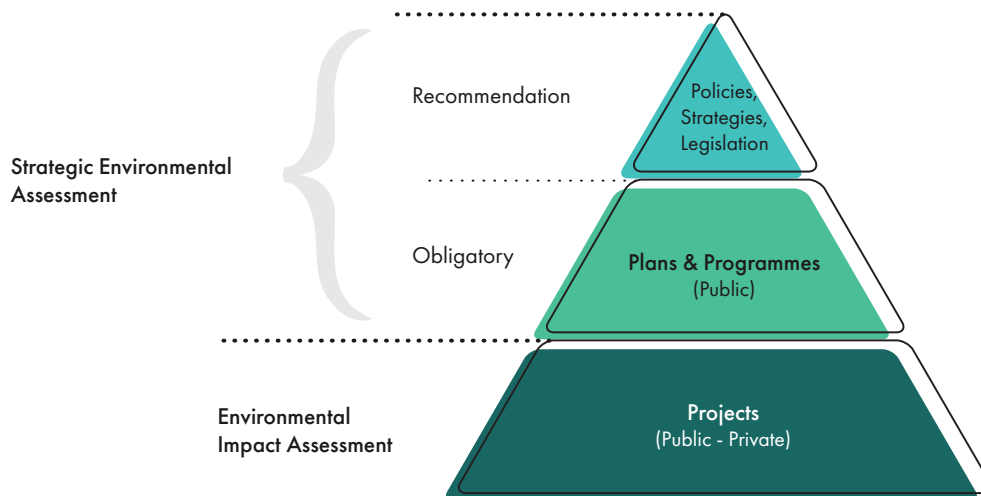 Recommendation
Policies,
Strategies,
Legislation
Strategic Environmental
Assessment
Obligatory
Plans & Programmes
(Public)
Environmental
Impact Assessment
Projects
(Public - Private)